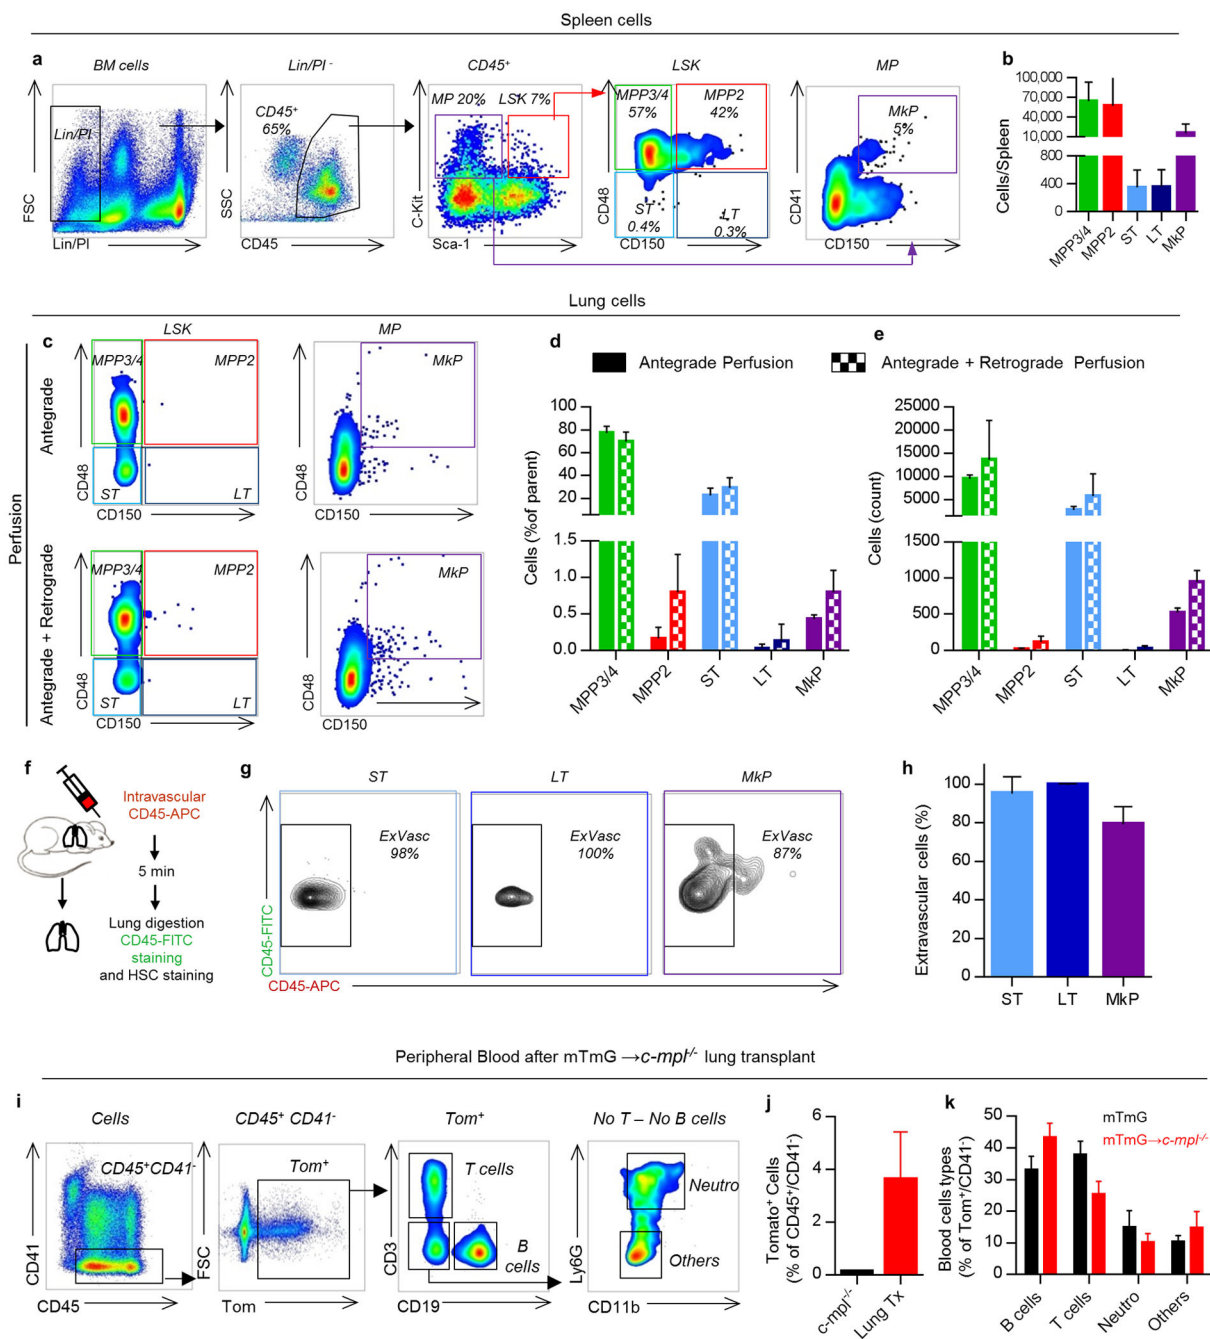 Spleen cells
a
BM cells
Lin/PI
FSC
Lin/PI
Lin/PI -
CD45+
65%
SSC
CD45
CD45+
MP 20%
LSK 7%
C-Kit
Sca-1
LSK
MPP3/4
57%
MPP2
42%
ST
0.4%
LT
0.3%
CD48
CD150
MP
MkP
5%
CD41
CD150
b
100,000
70,000
40,000
10,000
800
400
0
Cells/Spleen
MPP3/4
MPP2
ST
LT
MkP
Lung cells
Perfusion
c
Antegrade
LSK
MPP3/4
MPP2
ST
LT
CD48
CD150
MP
MkP
CD48
CD150
Antegrade + Retrograde
MPP3/4
MPP2
ST
LT
CD48
CD150
MkP
CD48
CD150
d
Antegrade Perfusion
Antegrade + Retrograde Perfusion
Cells (%of parent)
100
80
60
40
20
1.5
1.0
0.5
0.0
MPP3/4
MPP2
ST
LT
MkP
e
Cells (count)
25000
20000
15000
10000
5000
1500
1000
500
0
MPP3/4
MPP2
ST
LT
MkP
f
Intravascular
CD45-APC
5 min
Lung digestion
CD45-FITC
staining
and HSC staining
g
ST
ExVasc
98%
LT
ExVasc
100%
MkP
ExVasc
87%
CD45-FITC
CD45-APC
h
Extravascular cells (%)
100
80
60
40
20
0
ST
LT
MkP
Peripheral Blood after mTmG →c-mpl-/- lung transplant
i
Cells
CD45+CD41-
CD41
CD45
CD45+ CD41-
Tom+
FSC
Tom
Tom+
T cells
B
cells
CD3
CD19
No T – No B cells
Neutro
Others
Ly6G
CD11b
j
Tomato+ Cells
(% of CD45+/CD41-)
6
4
2
0
c-mpl-/-
Lung Tx
k
mTmG
mTmG→c-mpl-/-
Blood cells types
(% of Tom+/CD41-)
50
40
30
20
10
0
B cells
T cells
Neutro
Others